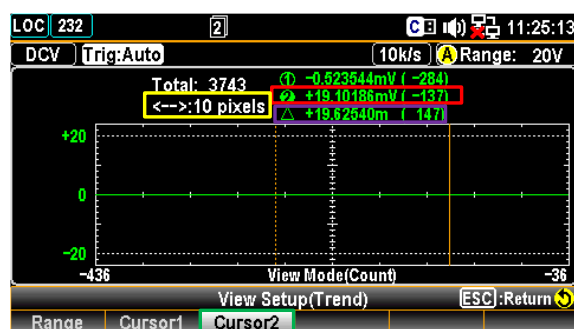 LOC 232 2 C 11:25:13
DCV Trig:Auto 10k/s A Range: 20V
Total: 3743 1 -0.523544mV ( -284)
<-->:10 pixels 2 +19.10186mV ( -137)
△ +19.62540m ( 147)
+20
0
-20
-436 View Mode(Count) -36
View Setup(Trend) ESC :Return
Range Cursor1 Cursor2